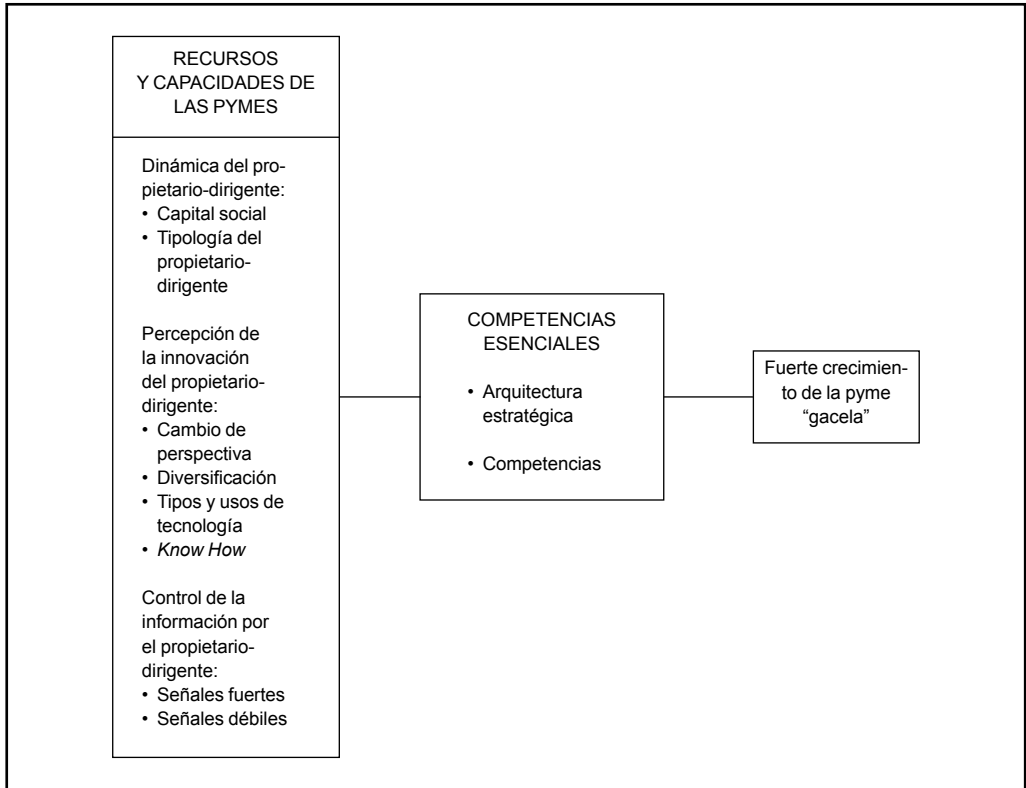 RECURSOS
Y CAPACIDADES DE
LAS PYMES
Dinámica del pro-
pietario-dirigente:
• Capital social
• Tipología del
propietario-
dirigente
Percepción de
la innovación
del propietario-
dirigente:
• Cambio de
perspectiva
• Diversificación
• Tipos y usos de
tecnología
• Know How
Control de la
información por
el propietario-
dirigente:
• Señales fuertes
• Señales débiles
COMPETENCIAS
ESENCIALES
• Arquitectura
estratégica
• Competencias
Fuerte crecimien-
to de la pyme
“gacela”